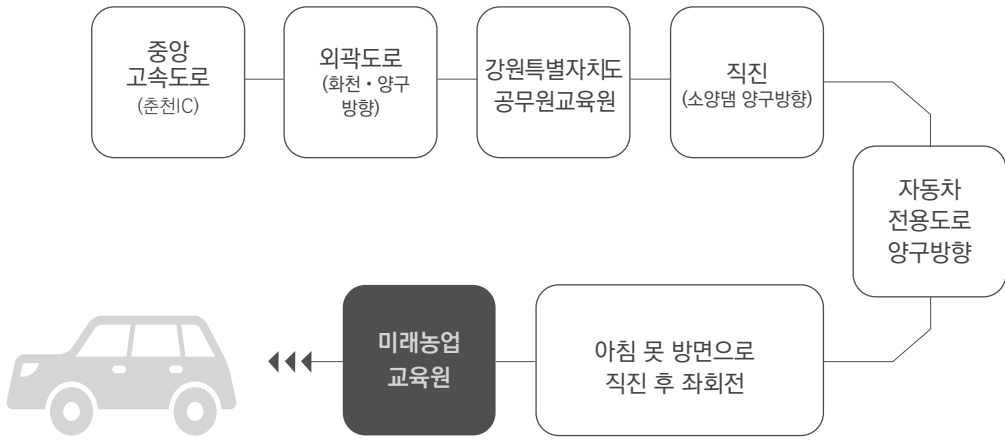 중앙
고속도로
(춘천IC)
외곽도로
(화천・양구
방향)
강원특별자치도
공무원교육원
직진
(소양댐 양구방향)
자동차
전용도로
양구방향
아침 못 방면으로
직진 후 좌회전
미래농업
교육원